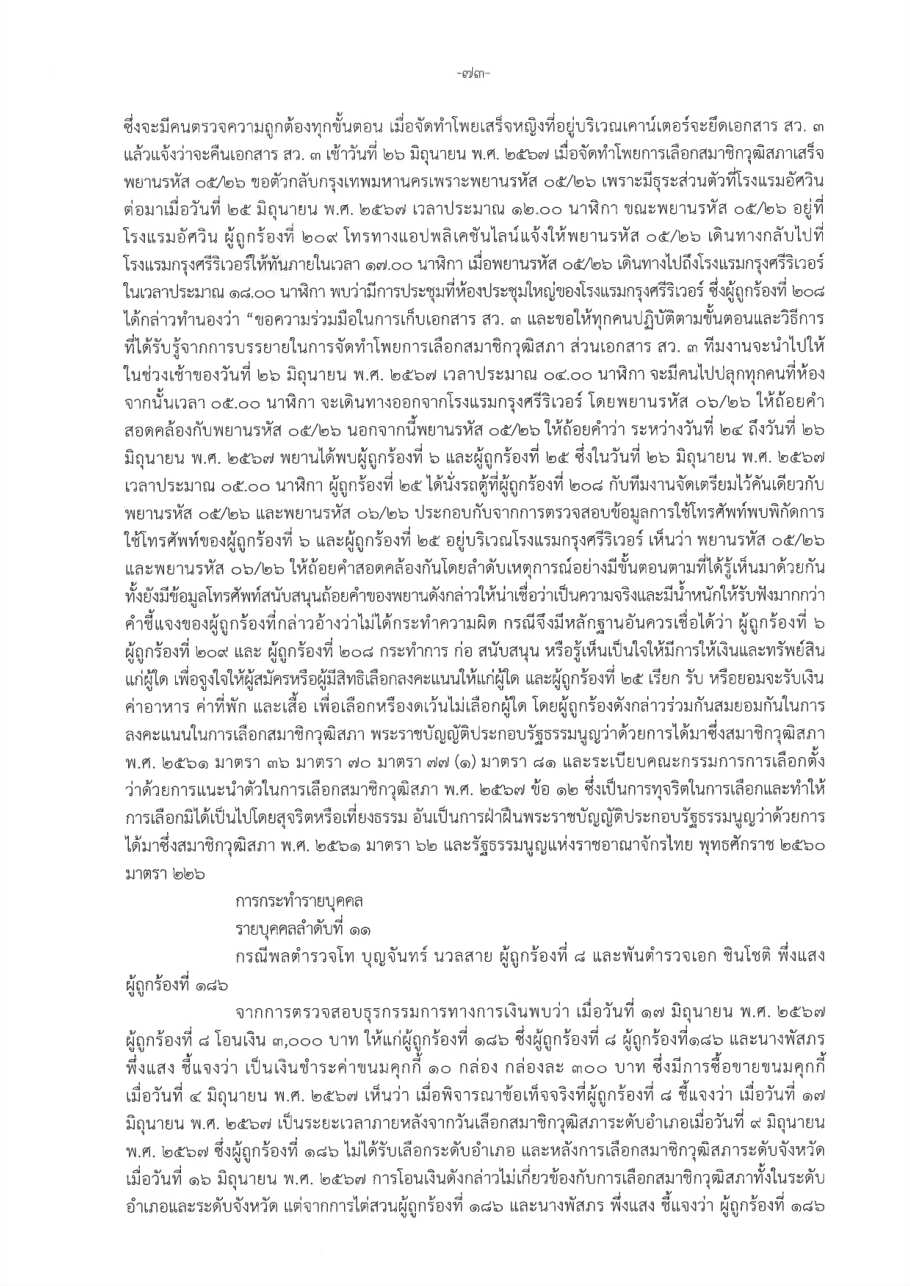 -๗๓-
ซึ่งจะมีคนตรวจความถูกต้องทุกขั้นตอน เมื่อจัดทำโพยเสร็จหญิงที่อยู่บริเวณเคาน์เตอร์จะยึดเอกสาร สว. ๓
แล้วแจ้งว่าจะคืนเอกสาร สว. ๓ เช้าวันที่ ๒๖ มิถุนายน พ.ศ. ๒๕๖๗ เมื่อจัดทำโพยการเลือกสมาชิกวุฒิสภาเสร็จ
พยานรหัส ๐๕/๒๖ ขอตัวกลับกรุงเทพมหานครเพราะพยานรหัส ๐๕/๒๖ เพราะมีธุระส่วนตัวที่โรงแรมอัศวิน
ต่อมาเมื่อวันที่ ๒๕ มิถุนายน พ.ศ. ๒๕๖๗ เวลาประมาณ ๑๒.๐๐ นาฬิกา ขณะพยานรหัส ๐๕/๒๖ อยู่ที่
โรงแรมอัศวิน ผู้ถูกร้องที่ ๒๐๙ โทรทางแอปพลิเคชันไลน์แจ้งให้พยานรหัส ๐๕/๒๖ เดินทางกลับไปที่
โรงแรมกรุงศรีริเวอร์ให้ทันภายในเวลา ๑๗.๐๐ นาฬิกา เมื่อพยานรหัส ๐๕/๒๖ เดินทางไปถึงโรงแรมกรุงศรีริเวอร์
ในเวลาประมาณ ๑๘.๐๐ นาฬิกา พบว่ามีการประชุมที่ห้องประชุมใหญ่ของโรงแรมกรุงศรีริเวอร์ ซึ่งผู้ถูกร้องที่ ๒๐๘
ได้กล่าวทำนองว่า “ขอความร่วมมือในการเก็บเอกสาร สว. ๓ และขอให้ทุกคนปฏิบัติตามขั้นตอนและวิธีการ
ที่ได้รับรู้จากการบรรยายในการจัดทำโพยการเลือกสมาชิกวุฒิสภา ส่วนเอกสาร สว. ๓ ทีมงานจะนำไปให้
ในช่วงเช้าของวันที่ ๒๖ มิถุนายน พ.ศ. ๒๕๖๗ เวลาประมาณ ๐๔.๐๐ นาฬิกา จะมีคนไปปลุกทุกคนที่ห้อง
จากนั้นเวลา ๐๕.๐๐ นาฬิกา จะเดินทางออกจากโรงแรมกรุงศรีริเวอร์ โดยพยานรหัส ๐๖/๒๖ ให้ถ้อยคำ
สอดคล้องกับพยานรหัส ๐๕/๒๖ นอกจากนี้พยานรหัส ๐๕/๒๖ ให้ถ้อยคำว่า ระหว่างวันที่ ๒๔ ถึงวันที่ ๒๖
มิถุนายน พ.ศ. ๒๕๖๗ พยานได้พบผู้ถูกร้องที่ ๖ และผู้ถูกร้องที่ ๒๕ ซึ่งในวันที่ ๒๖ มิถุนายน พ.ศ. ๒๕๖๗
เวลาประมาณ ๐๕.๐๐ นาฬิกา ผู้ถูกร้องที่ ๒๕ ได้นั่งรถตู้ที่ผู้ถูกร้องที่ ๒๐๘ กับทีมงานจัดเตรียมไว้คันเดียวกับ
พยานรหัส ๐๕/๒๖ และพยานรหัส ๐๖/๒๖ ประกอบกับจากการตรวจสอบข้อมูลการใช้โทรศัพท์พบพิกัดการ
ใช้โทรศัพท์ของผู้ถูกร้องที่ ๖ และผู้ถูกร้องที่ ๒๕ อยู่บริเวณโรงแรมกรุงศรีริเวอร์ เห็นว่า พยานรหัส ๐๕/๒๖
และพยานรหัส ๐๖/๒๖ ให้ถ้อยคำสอดคล้องกันโดยลำดับเหตุการณ์อย่างมีขั้นตอนตามที่ได้รู้เห็นมาด้วยกัน
ทั้งยังมีข้อมูลโทรศัพท์สนับสนุนถ้อยคำของพยานดังกล่าวให้น่าเชื่อว่าเป็นความจริงและมีน้ำหนักให้รับฟังมากกว่า
คำชี้แจงของผู้ถูกร้องที่กล่าวอ้างว่าไม่ได้กระทำความผิด กรณีจึงมีหลักฐานอันควรเชื่อได้ว่า ผู้ถูกร้องที่ ๖
ผู้ถูกร้องที่ ๒๐๙ และ ผู้ถูกร้องที่ ๒๐๘ กระทำการ ก่อ สนับสนุน หรือรู้เห็นเป็นใจให้มีการให้เงินและทรัพย์สิน
แก่ผู้ใด เพื่อจูงใจให้ผู้สมัครหรือผู้มีสิทธิเลือกลงคะแนนให้แก่ผู้ใด และผู้ถูกร้องที่ ๒๕ เรียก รับ หรือยอมจะรับเงิน
ค่าอาหาร ค่าที่พัก และเสื้อ เพื่อเลือกหรืองดเว้นไม่เลือกผู้ใด โดยผู้ถูกร้องดังกล่าวร่วมกันสมยอมกันในการ
ลงคะแนนในการเลือกสมาชิกวุฒิสภา พระราชบัญญัติประกอบรัฐธรรมนูญว่าด้วยการได้มาซึ่งสมาชิกวุฒิสภา
พ.ศ. ๒๕๖๑ มาตรา ๓๖ มาตรา ๗๐ มาตรา ๗๗ (๑) มาตรา ๘๑ และระเบียบคณะกรรมการการเลือกตั้ง
ว่าด้วยการแนะนำตัวในการเลือกสมาชิกวุฒิสภา พ.ศ. ๒๕๖๗ ข้อ ๑๒ ซึ่งเป็นการทุจริตในการเลือกและทำให้
การเลือกมิได้เป็นไปโดยสุจริตหรือเที่ยงธรรม อันเป็นการฝ่าฝืนพระราชบัญญัติประกอบรัฐธรรมนูญว่าด้วยการ
ได้มาซึ่งสมาชิกวุฒิสภา พ.ศ. ๒๕๖๑ มาตรา ๖๒ และรัฐธรรมนูญแห่งราชอาณาจักรไทย พุทธศักราช ๒๕๖๐
มาตรา ๒๒๖
การกระทำรายบุคคล
รายบุคคลลำดับที่ ๑๑
กรณีพลตำรวจโท บุญจันทร์ นวลสาย ผู้ถูกร้องที่ ๘ และพันตำรวจเอก ชินโชติ พึ่งแสง
ผู้ถูกร้องที่ ๑๘๖
จากการตรวจสอบธุรกรรมการทางการเงินพบว่า เมื่อวันที่ ๑๗ มิถุนายน พ.ศ. ๒๕๖๗
ผู้ถูกร้องที่ ๘ โอนเงิน ๓,๐๐๐ บาท ให้แก่ผู้ถูกร้องที่ ๑๘๖ ซึ่งผู้ถูกร้องที่ ๘ ผู้ถูกร้องที่๑๘๖ และนางพัสภร
พึ่งแสง ชี้แจงว่า เป็นเงินชำระค่าขนมคุกกี้ ๑๐ กล่อง กล่องละ ๓๐๐ บาท ซึ่งมีการซื้อขายขนมคุกกี้
เมื่อวันที่ ๔ มิถุนายน พ.ศ. ๒๕๖๗ เห็นว่า เมื่อพิจารณาข้อเท็จจริงที่ผู้ถูกร้องที่ ๘ ชี้แจงว่า เมื่อวันที่ ๑๗
มิถุนายน พ.ศ. ๒๕๖๗ เป็นระยะเวลาภายหลังจากวันเลือกสมาชิกวุฒิสภาระดับอำเภอเมื่อวันที่ ๙ มิถุนายน
พ.ศ. ๒๕๖๗ ซึ่งผู้ถูกร้องที่ ๑๘๖ ไม่ได้รับเลือกระดับอำเภอ และหลังการเลือกสมาชิกวุฒิสภาระดับจังหวัด
เมื่อวันที่ ๑๖ มิถุนายน พ.ศ. ๒๕๖๗ การโอนเงินดังกล่าวไม่เกี่ยวข้องกับการเลือกสมาชิกวุฒิสภาทั้งในระดับ
อำเภอและระดับจังหวัด แต่จากการไต่สวนผู้ถูกร้องที่ ๑๘๖ และนางพัสภร พึ่งแสง ชี้แจงว่า ผู้ถูกร้องที่ ๑๘๖